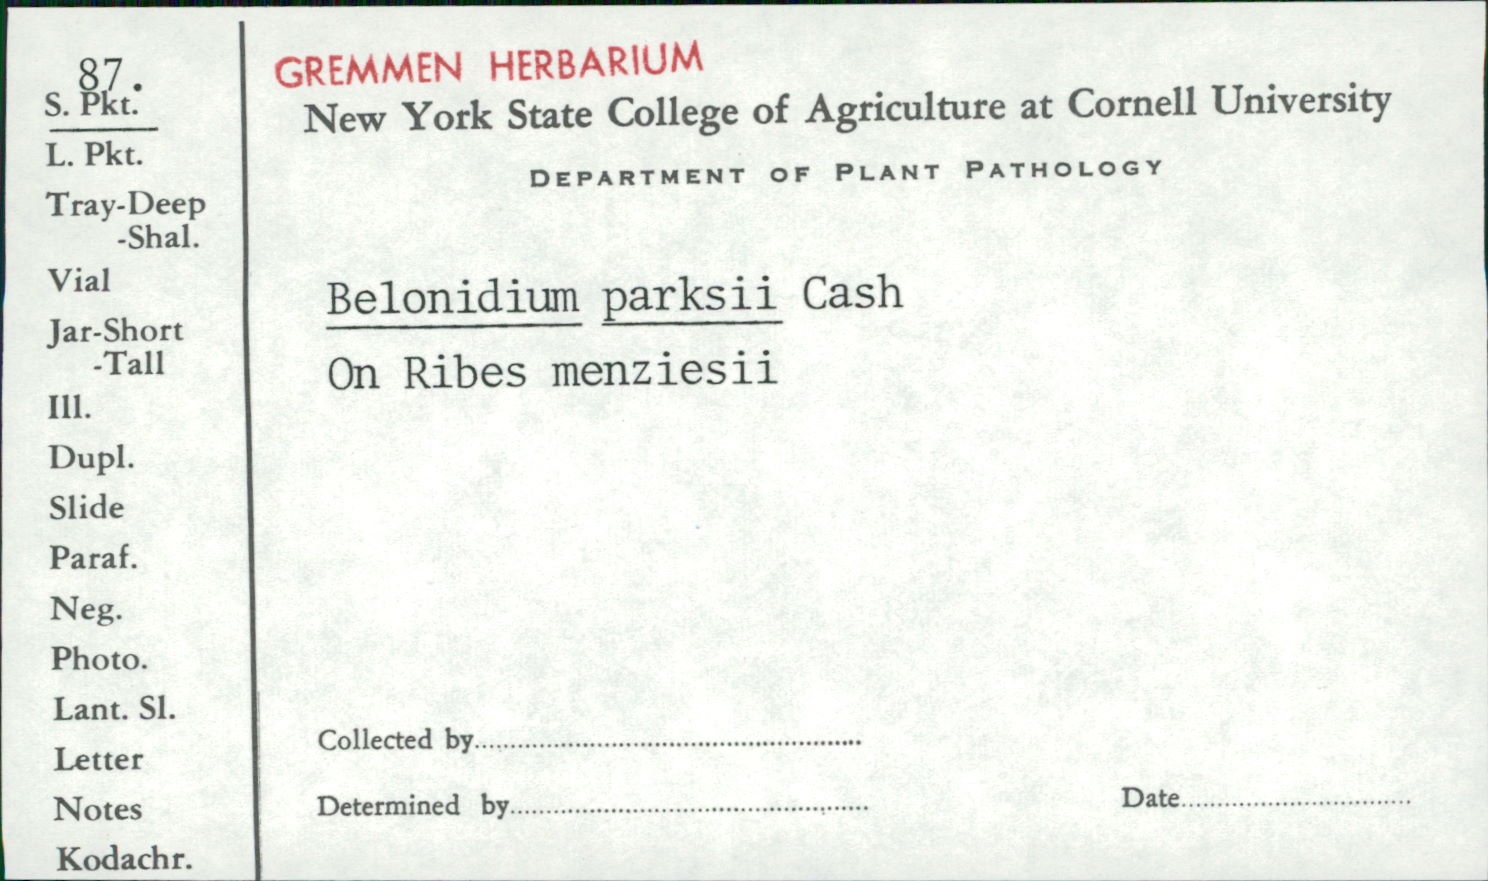 87.
S. Pkt.
L. Pkt.
Tray-Deep
-Shal.
Vial
Jar-Short
-Tall
Ill.
Dupl.
Slide
Paraf.
Neg.
Photo.
Lant. Sl.
Letter
Notes
Kodachr.
GREMMEN HERBARIUM
New York State College of Agriculture at Cornell University
DEPARTMENT OF PLANT PATHOLOGY
Belonidium parksii Cash
On Ribes menziesii
Collected by
Determined by
Date